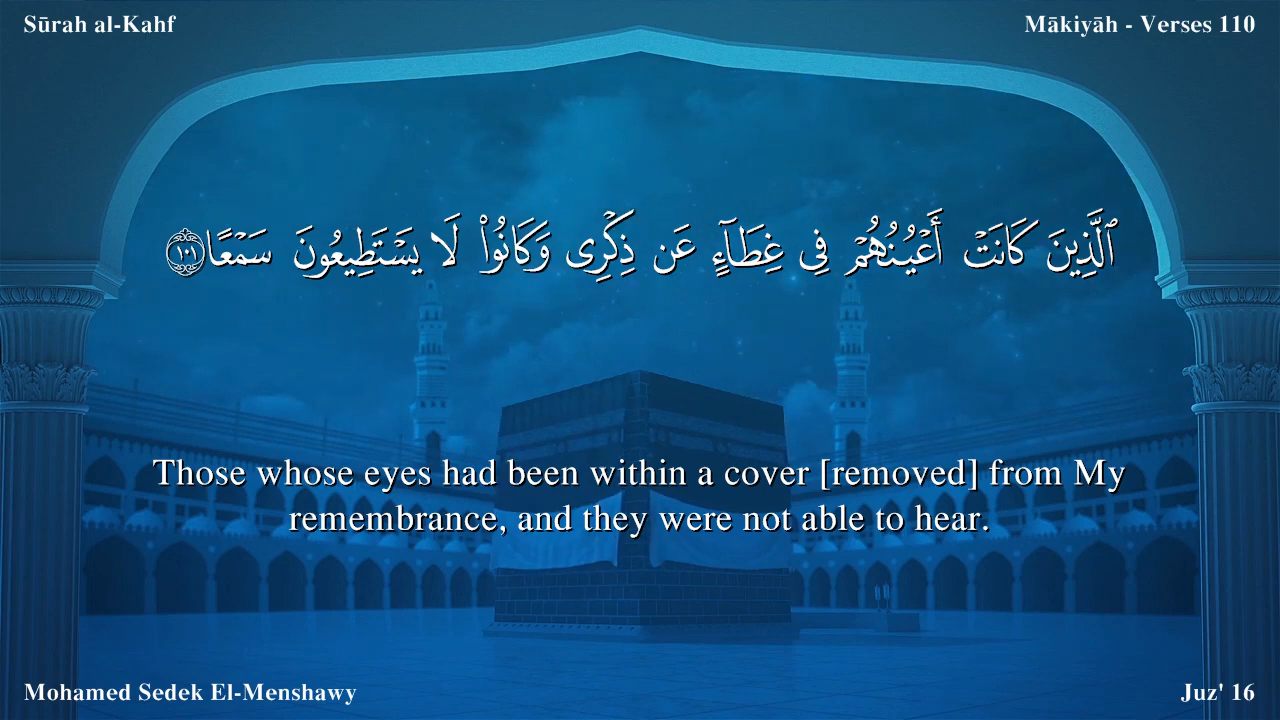 Sūrah al-Kahf
Mākiyāh - Verses 110
ٱلَّذِينَ كَانَتْ أَعْيُنُهُمْ فِى غِطَآءٍ عَن ذِكْرِى وَكَانُوا۟ لَا يَسْتَطِيعُونَ سَمْعًا ١٠١
Those whose eyes had been within a cover [removed] from My
remembrance, and they were not able to hear.
Mohamed Sedek El-Menshawy
Juz' 16